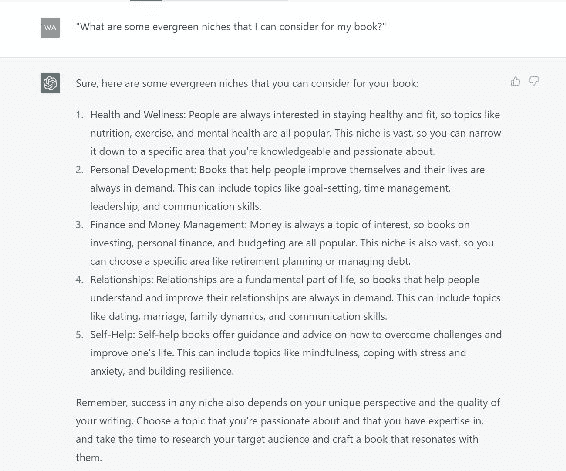 WA
"What are some evergreen niches that I can consider for my book?"
Sure, here are some evergreen niches that you can consider for your book:
1. Health and Wellness: People are always interested in staying healthy and fit, so topics like
nutrition, exercise, and mental health are all popular. This niche is vast, so you can narrow
it down to a specific area that you're knowledgeable and passionate about.
2. Personal Development: Books that help people improve themselves and their lives are
always in demand. This can include topics like goal-setting, time management,
leadership, and communication skills.
3. Finance and Money Management: Money is always a topic of interest, so books on
investing, personal finance, and budgeting are all popular. This niche is also vast, so you
can choose a specific area like retirement planning or managing debt.
4. Relationships: Relationships are a fundamental part of life, so books that help people
understand and improve their relationships are always in demand. This can include topics
like dating, marriage, family dynamics, and communication skills.
5. Self-Help: Self-help books offer guidance and advice on how to overcome challenges and
improve one's life. This can include topics like mindfulness, coping with stress and
anxiety, and building resilience.
Remember, success in any niche also depends on your unique perspective and the quality of
your writing. Choose a topic that you're passionate about and that you have expertise in,
and take the time to research your target audience and craft a book that resonates with
them.